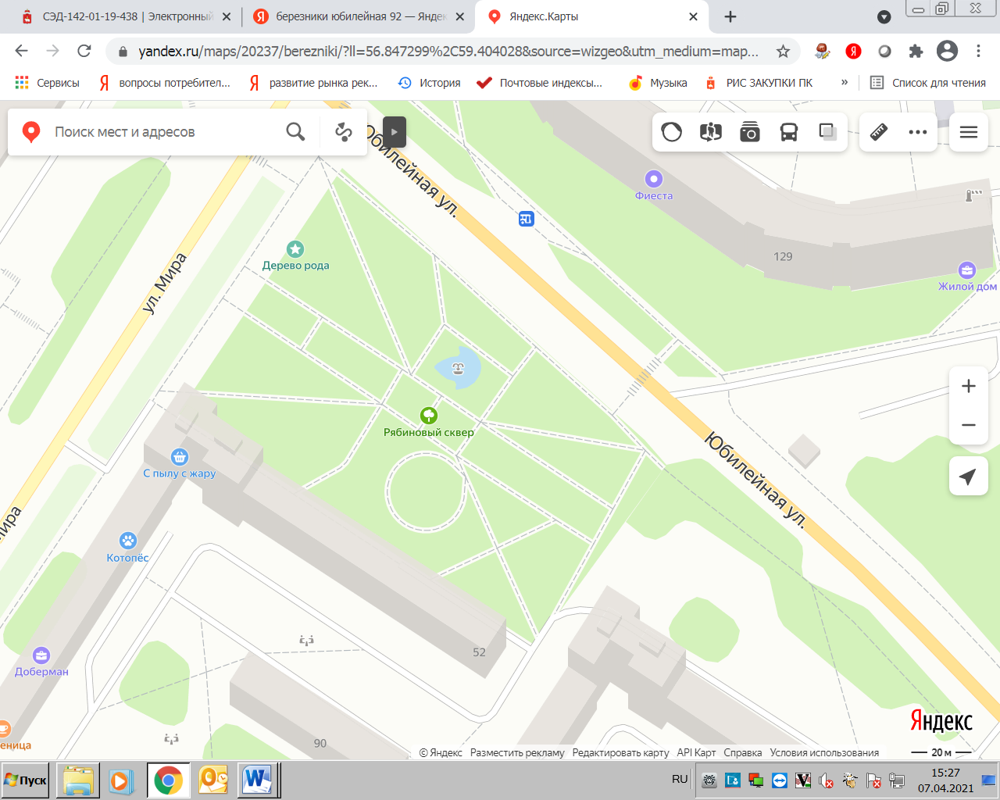 СЭД-142-01-19-438 | Электронный
березники юбилейная 92 — Яндек
Яндекс.Карты
yandex.ru/maps/20237/berezniki/?ll=56.847299%2C59.404028&source=wizgeo&utm_medium=map...
Сервисы
вопросы потребител...
развитие рынка рек...
История
Почтовые индексы...
Музыка
РИС ЗАКУПКИ ПК
»
Список для чтения
Поиск мест и адресов
Юбилейная ул.
Фиеста
129
Жилой дом
Дерево рода
ул. Мира
Рябиновый сквер
Юбилейная ул.
С пылу с жару
Мира
Котопёс
52
Доберман
90
еница
Яндекс
© Яндекс Разместить рекламу Редактировать карту API Карт Справка Условия использования
20 м
Пуск
RU
15:27
07.04.2021